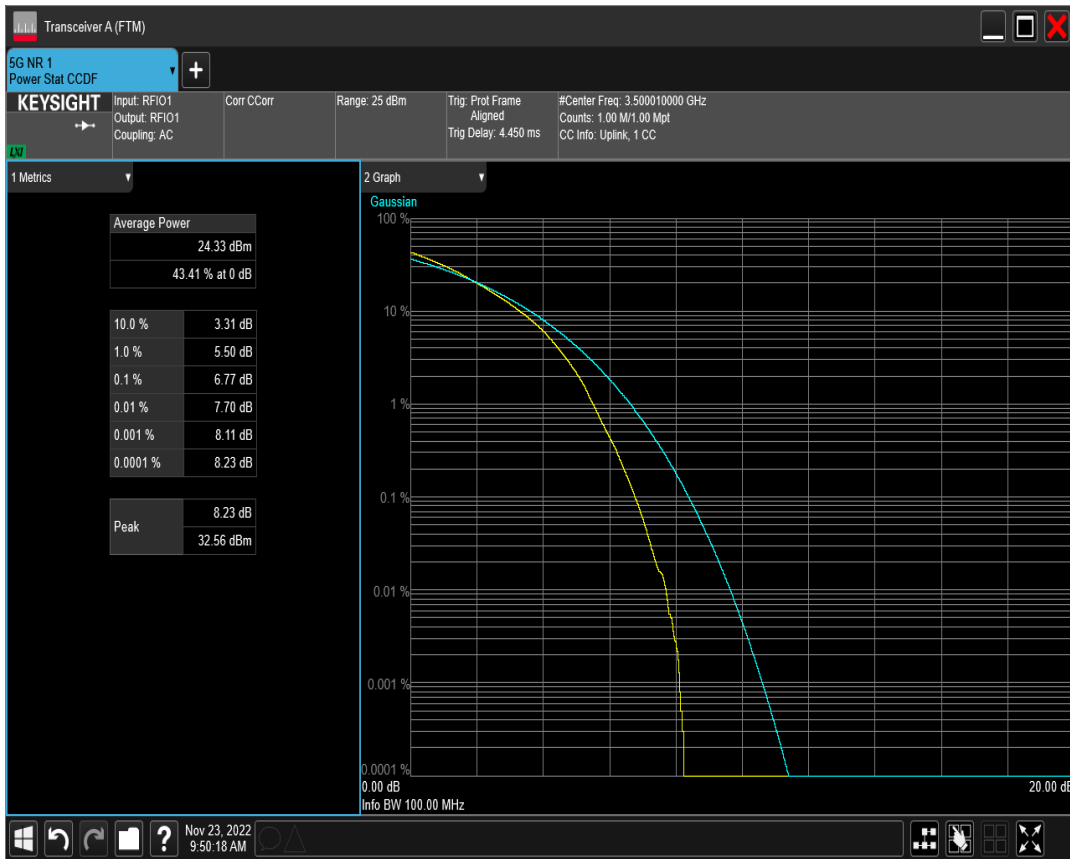 Transceiver A (FTM)
5G NR 1
Power Stat CCDF
+
KEYSIGHT
LXI
Input: RFIO1
Output: RFIO1
Coupling: AC
Corr CCorr
Range: 25 dBm
Trig: Prot Frame
Aligned
Trig Delay: 4.450 ms
#Center Freq: 3.500010000 GHz
Counts: 1.00 M/1.00 Mpt
CC Info: Uplink, 1 CC
1 Metrics
Average Power
24.33 dBm
43.41 % at 0 dB
10.0 % 3.31 dB
1.0 % 5.50 dB
0.1 % 6.77 dB
0.01 % 7.70 dB
0.001 % 8.11 dB
0.0001 % 8.23 dB
Peak
8.23 dB
32.56 dBm
2 Graph
Gaussian
100 %
10 %
1 %
0.1 %
0.01 %
0.001 %
0.0001 %
0.00 dB 20.00 dB
Info BW 100.00 MHz
?
Nov 23, 2022
9:50:18 AM